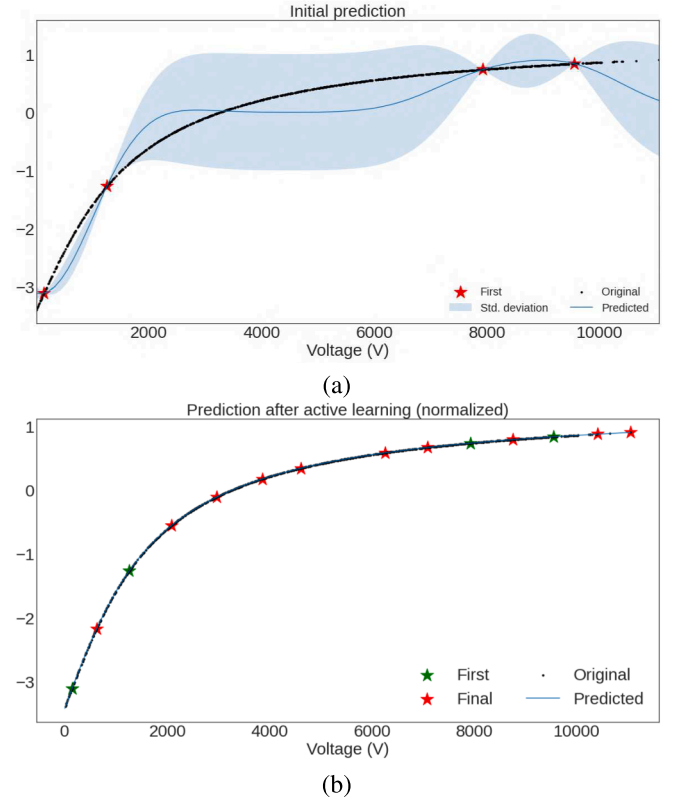 Initial prediction
1
0
−1
−2
−3
First
Original
Std. deviation
Predicted
2000 4000 6000 8000 10000
Voltage (V)
(a)
Prediction after active learning (normalized)
1
0
−1
−2
−3
First
Original
Final
Predicted
0 2000 4000 6000 8000 10000
Voltage (V)
(b)